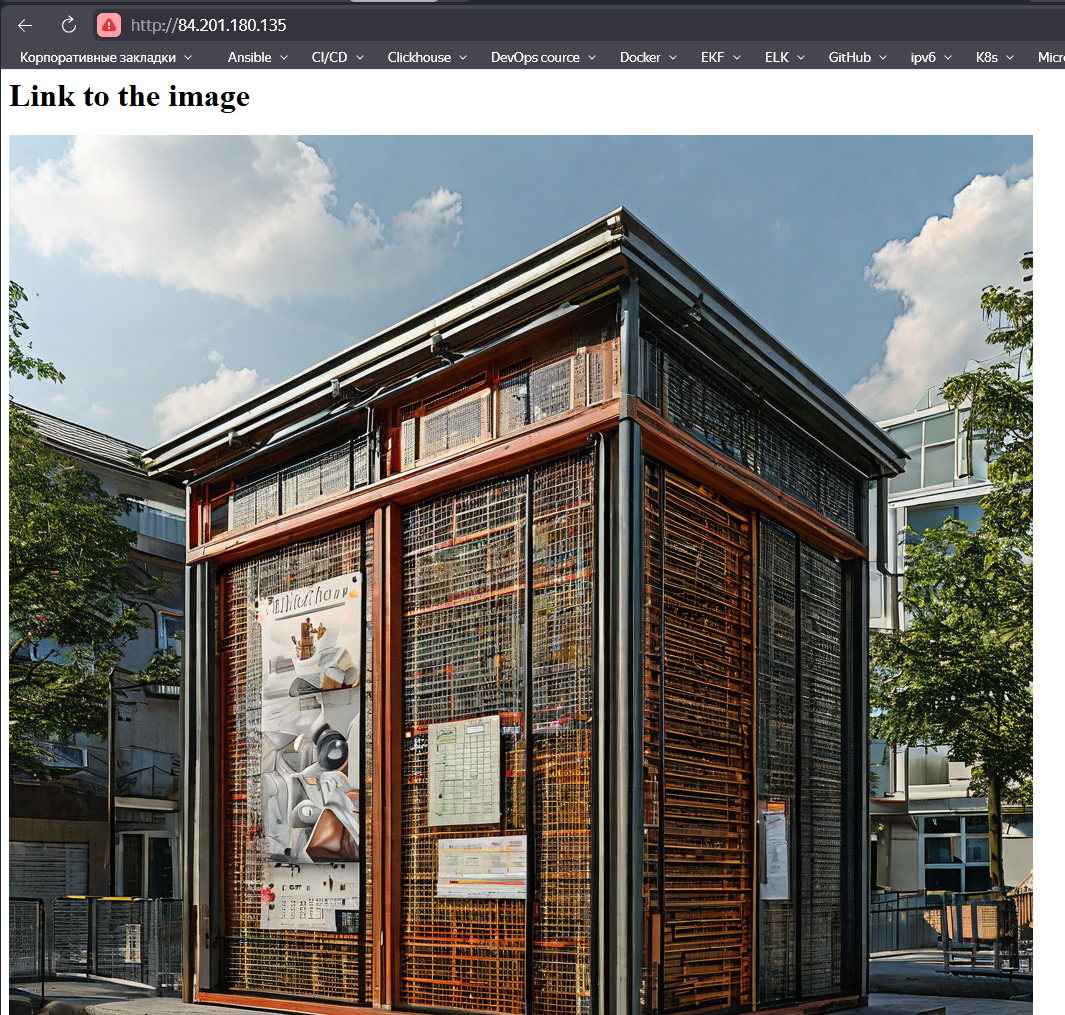 http://84.201.180.135
Корпоративные закладки Ansible CI/CD Clickhouse DevOps cource Docker EKF ELK GitHub ipv6 K8s Micr
Link to the image